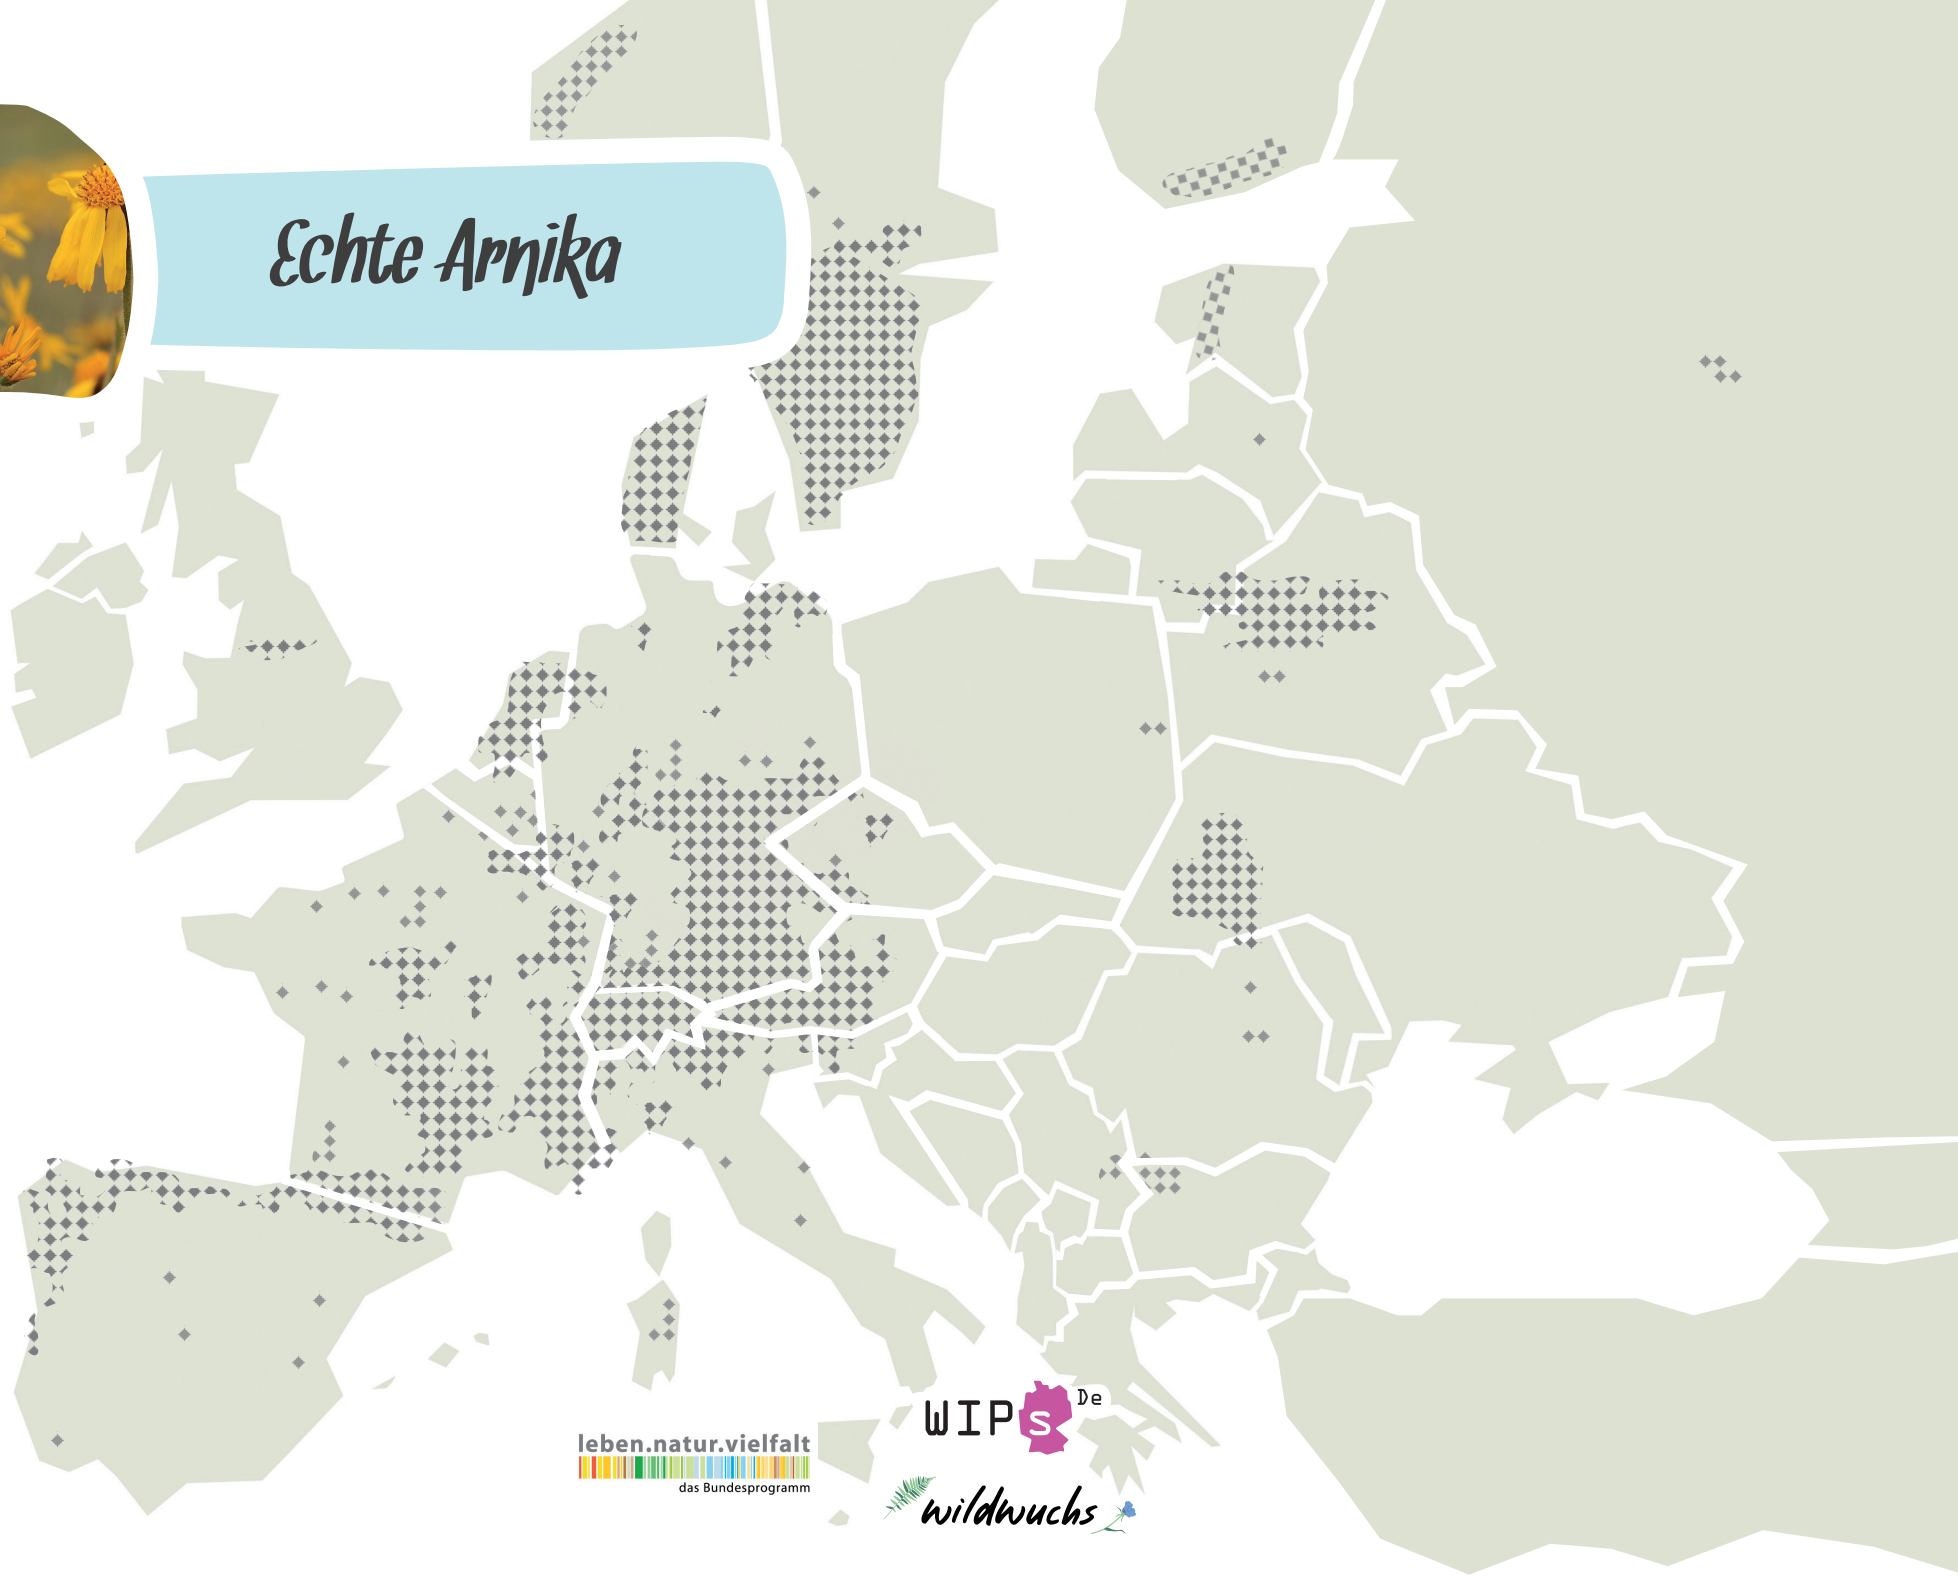 Echte Arnika
WIPs De
leben.natur.vielfalt
das Bundesprogramm
wildwuchs